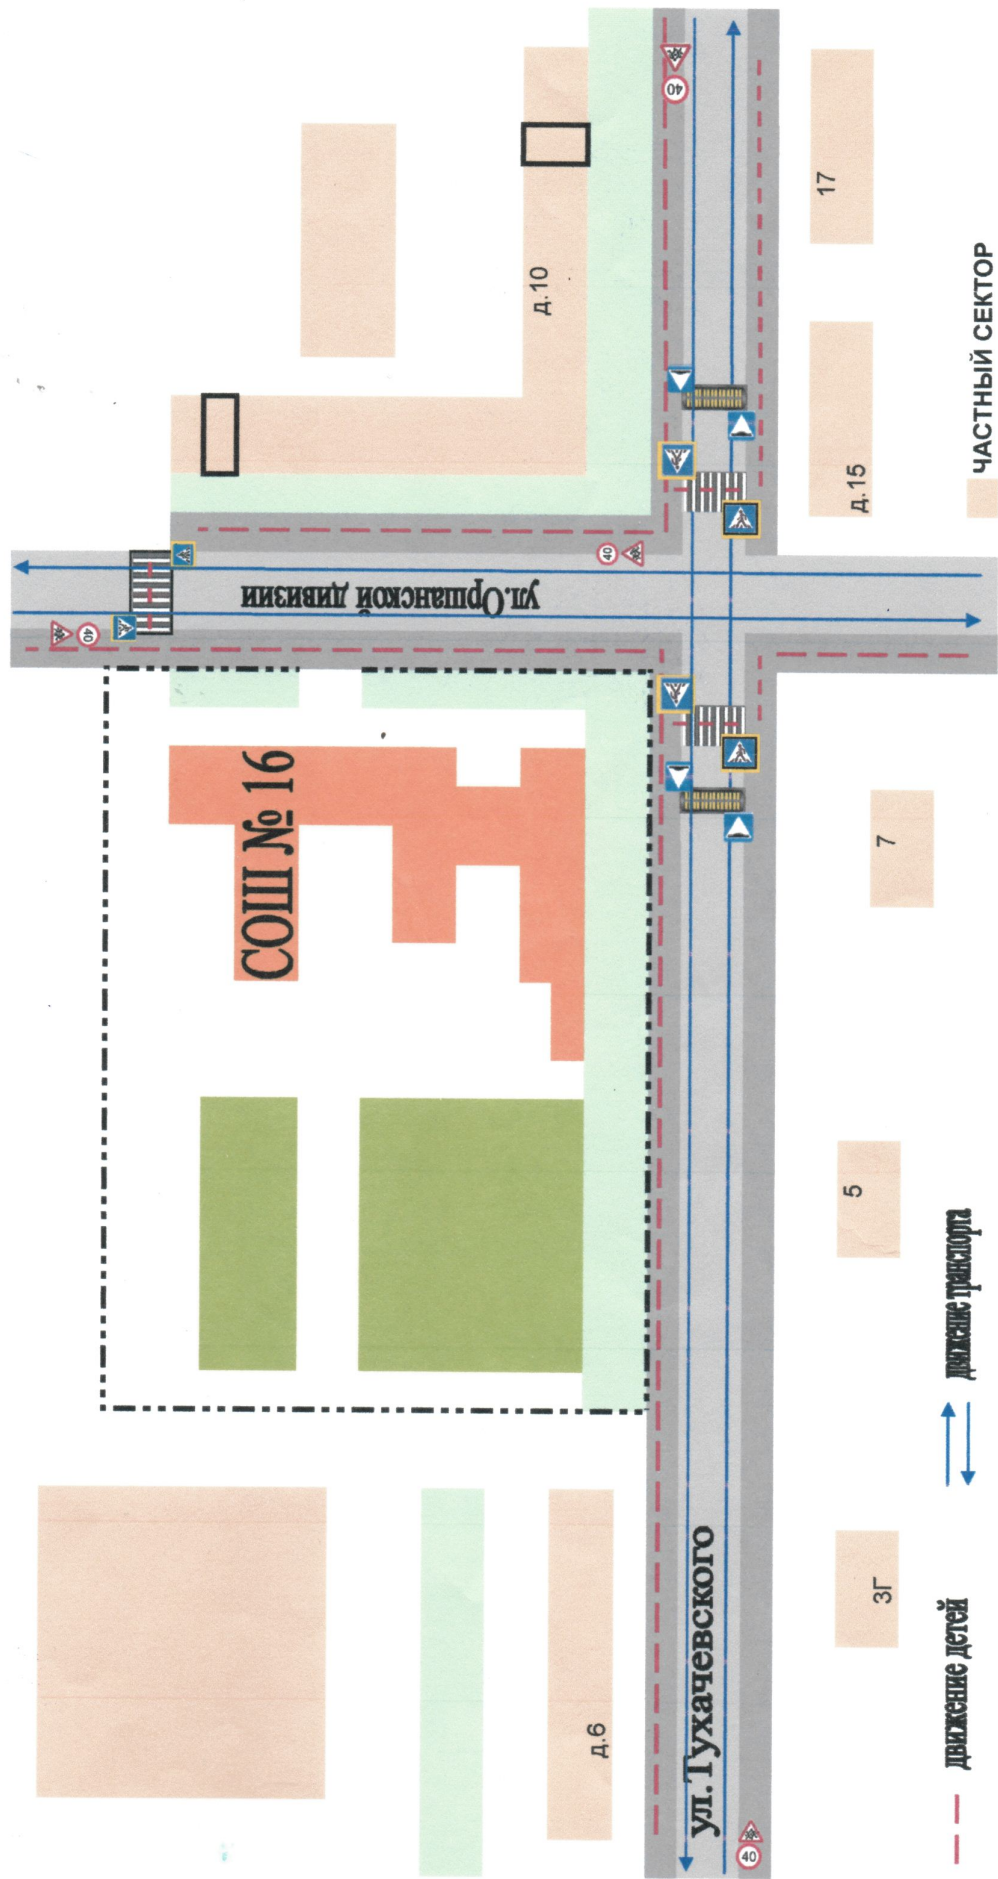 СОШ № 16
ул.Оршанской дивизии
д.10
40
40
40
40
ул.Тухачевского
д.6
3Г
5
7
д.15
17
ЧАСТНЫЙ СЕКТОР
движение детей
движение транспорта